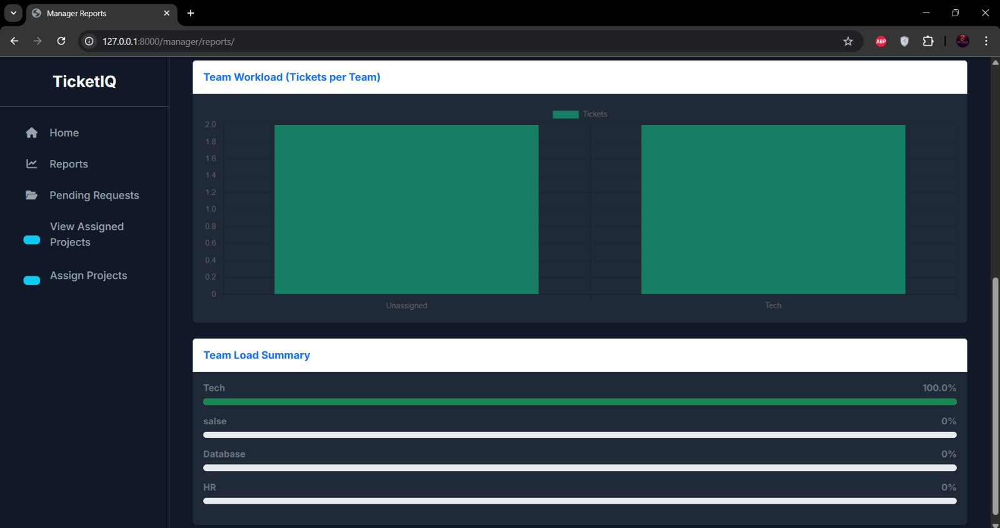 Manager Reports
127.0.0.1:8000/manager/reports/
ABP
TicketIQ
Home
Reports
Pending Requests
View Assigned
Projects
Assign Projects
Team Workload (Tickets per Team)
Tickets
2.0
1.8
1.6
1.4
1.2
1.0
0.8
0.6
0.4
0.2
0
Unassigned
Tech
Team Load Summary
Tech 100.0%
salse 0%
Database 0%
HR 0%